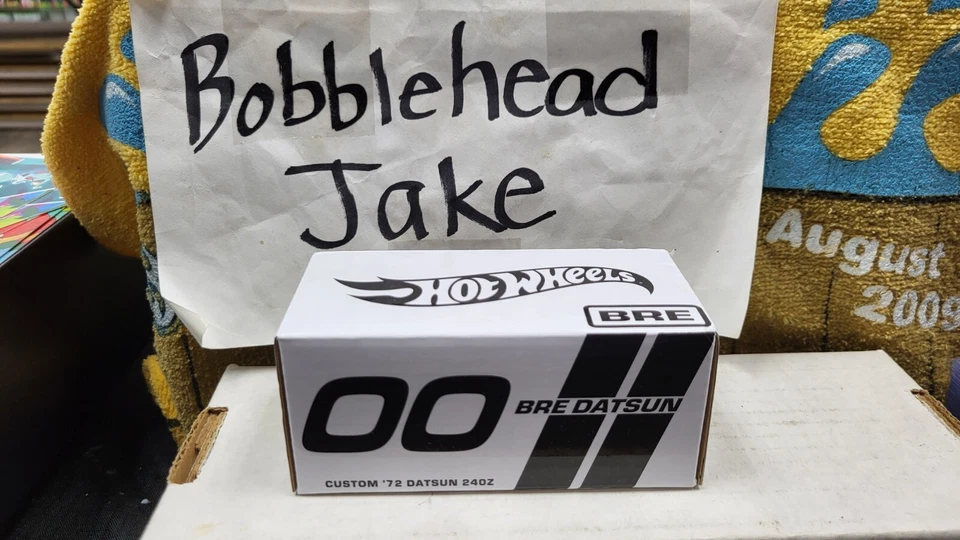 Bobblehead
Jake
August
2009
HOT WHEELS
BRE
00
BRE DATSUN
CUSTOM '72 DATSUN 240Z